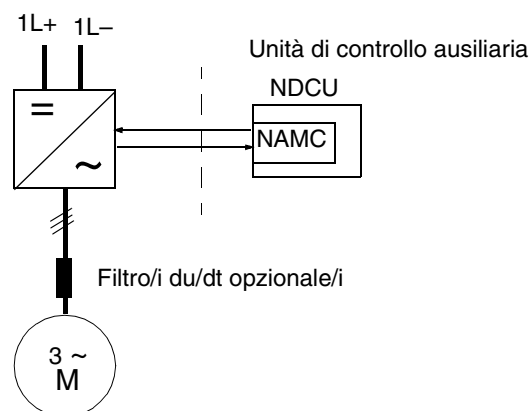 1L+ 1L–
Unità di controllo ausiliaria
NDCU
=
NAMC
~
Filtro/i du/dt opzionale/i
3 ~
M